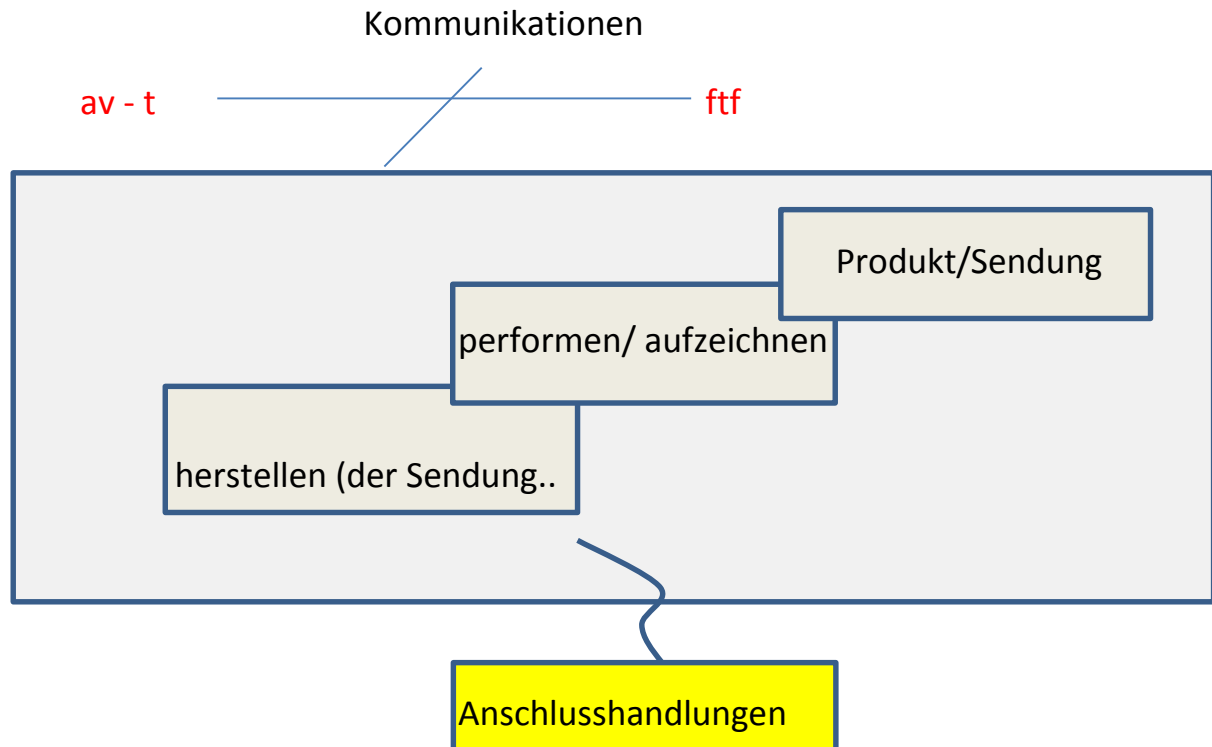 Kommunikationen
av - t
ftf
Produkt/Sendung
performen/ aufzeichnen
herstellen (der Sendung..
Anschlusshandlungen